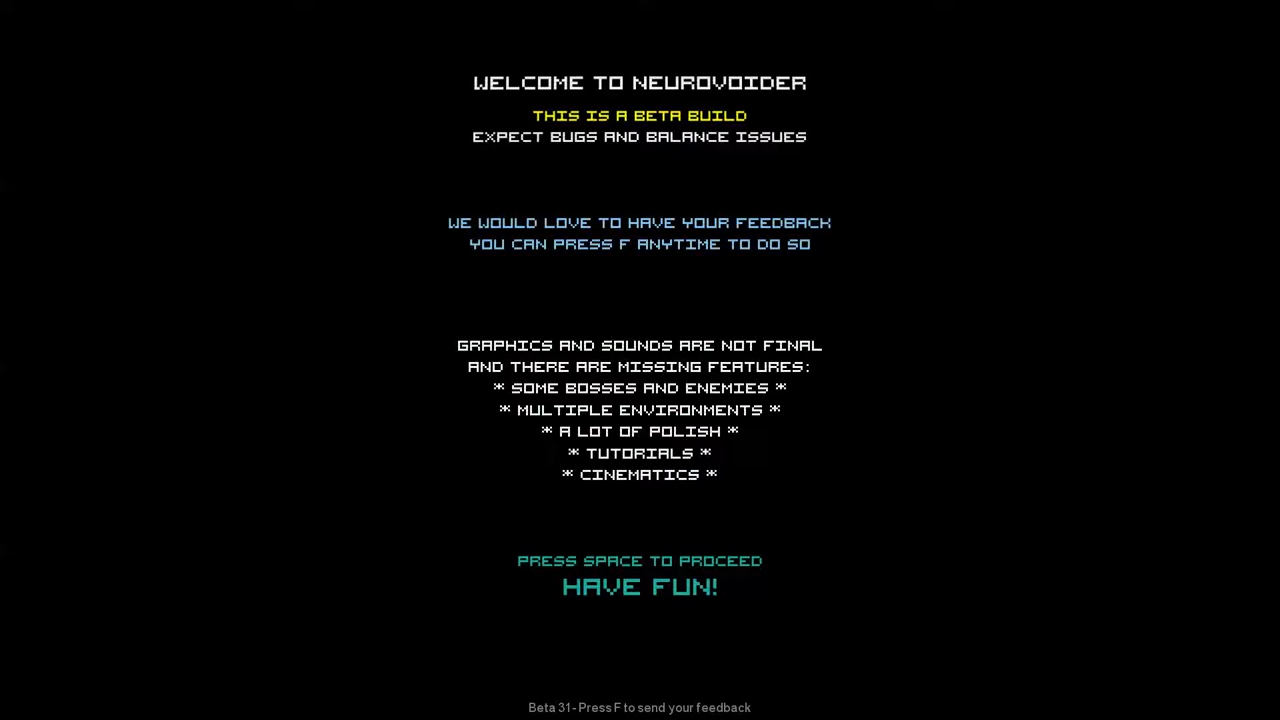 WELCOME TO NEUROVOIDER
THIS IS A BETA BUILD
EXPECT BUGS AND BALANCE ISSUES
WE WOULD LOVE TO HAVE YOUR FEEDBACK
YOU CAN PRESS F ANYTIME TO DO SO
GRAPHICS AND SOUNDS ARE NOT FINAL
AND THERE ARE MISSING FEATURES:
* SOME BOSSES AND ENEMIES *
* MULTIPLE ENVIRONMENTS *
* A LOT OF POLISH *
* TUTORIALS *
* CINEMATICS *
PRESS SPACE TO PROCEED
HAVE FUN!
Beta 31 - Press F to send your feedback